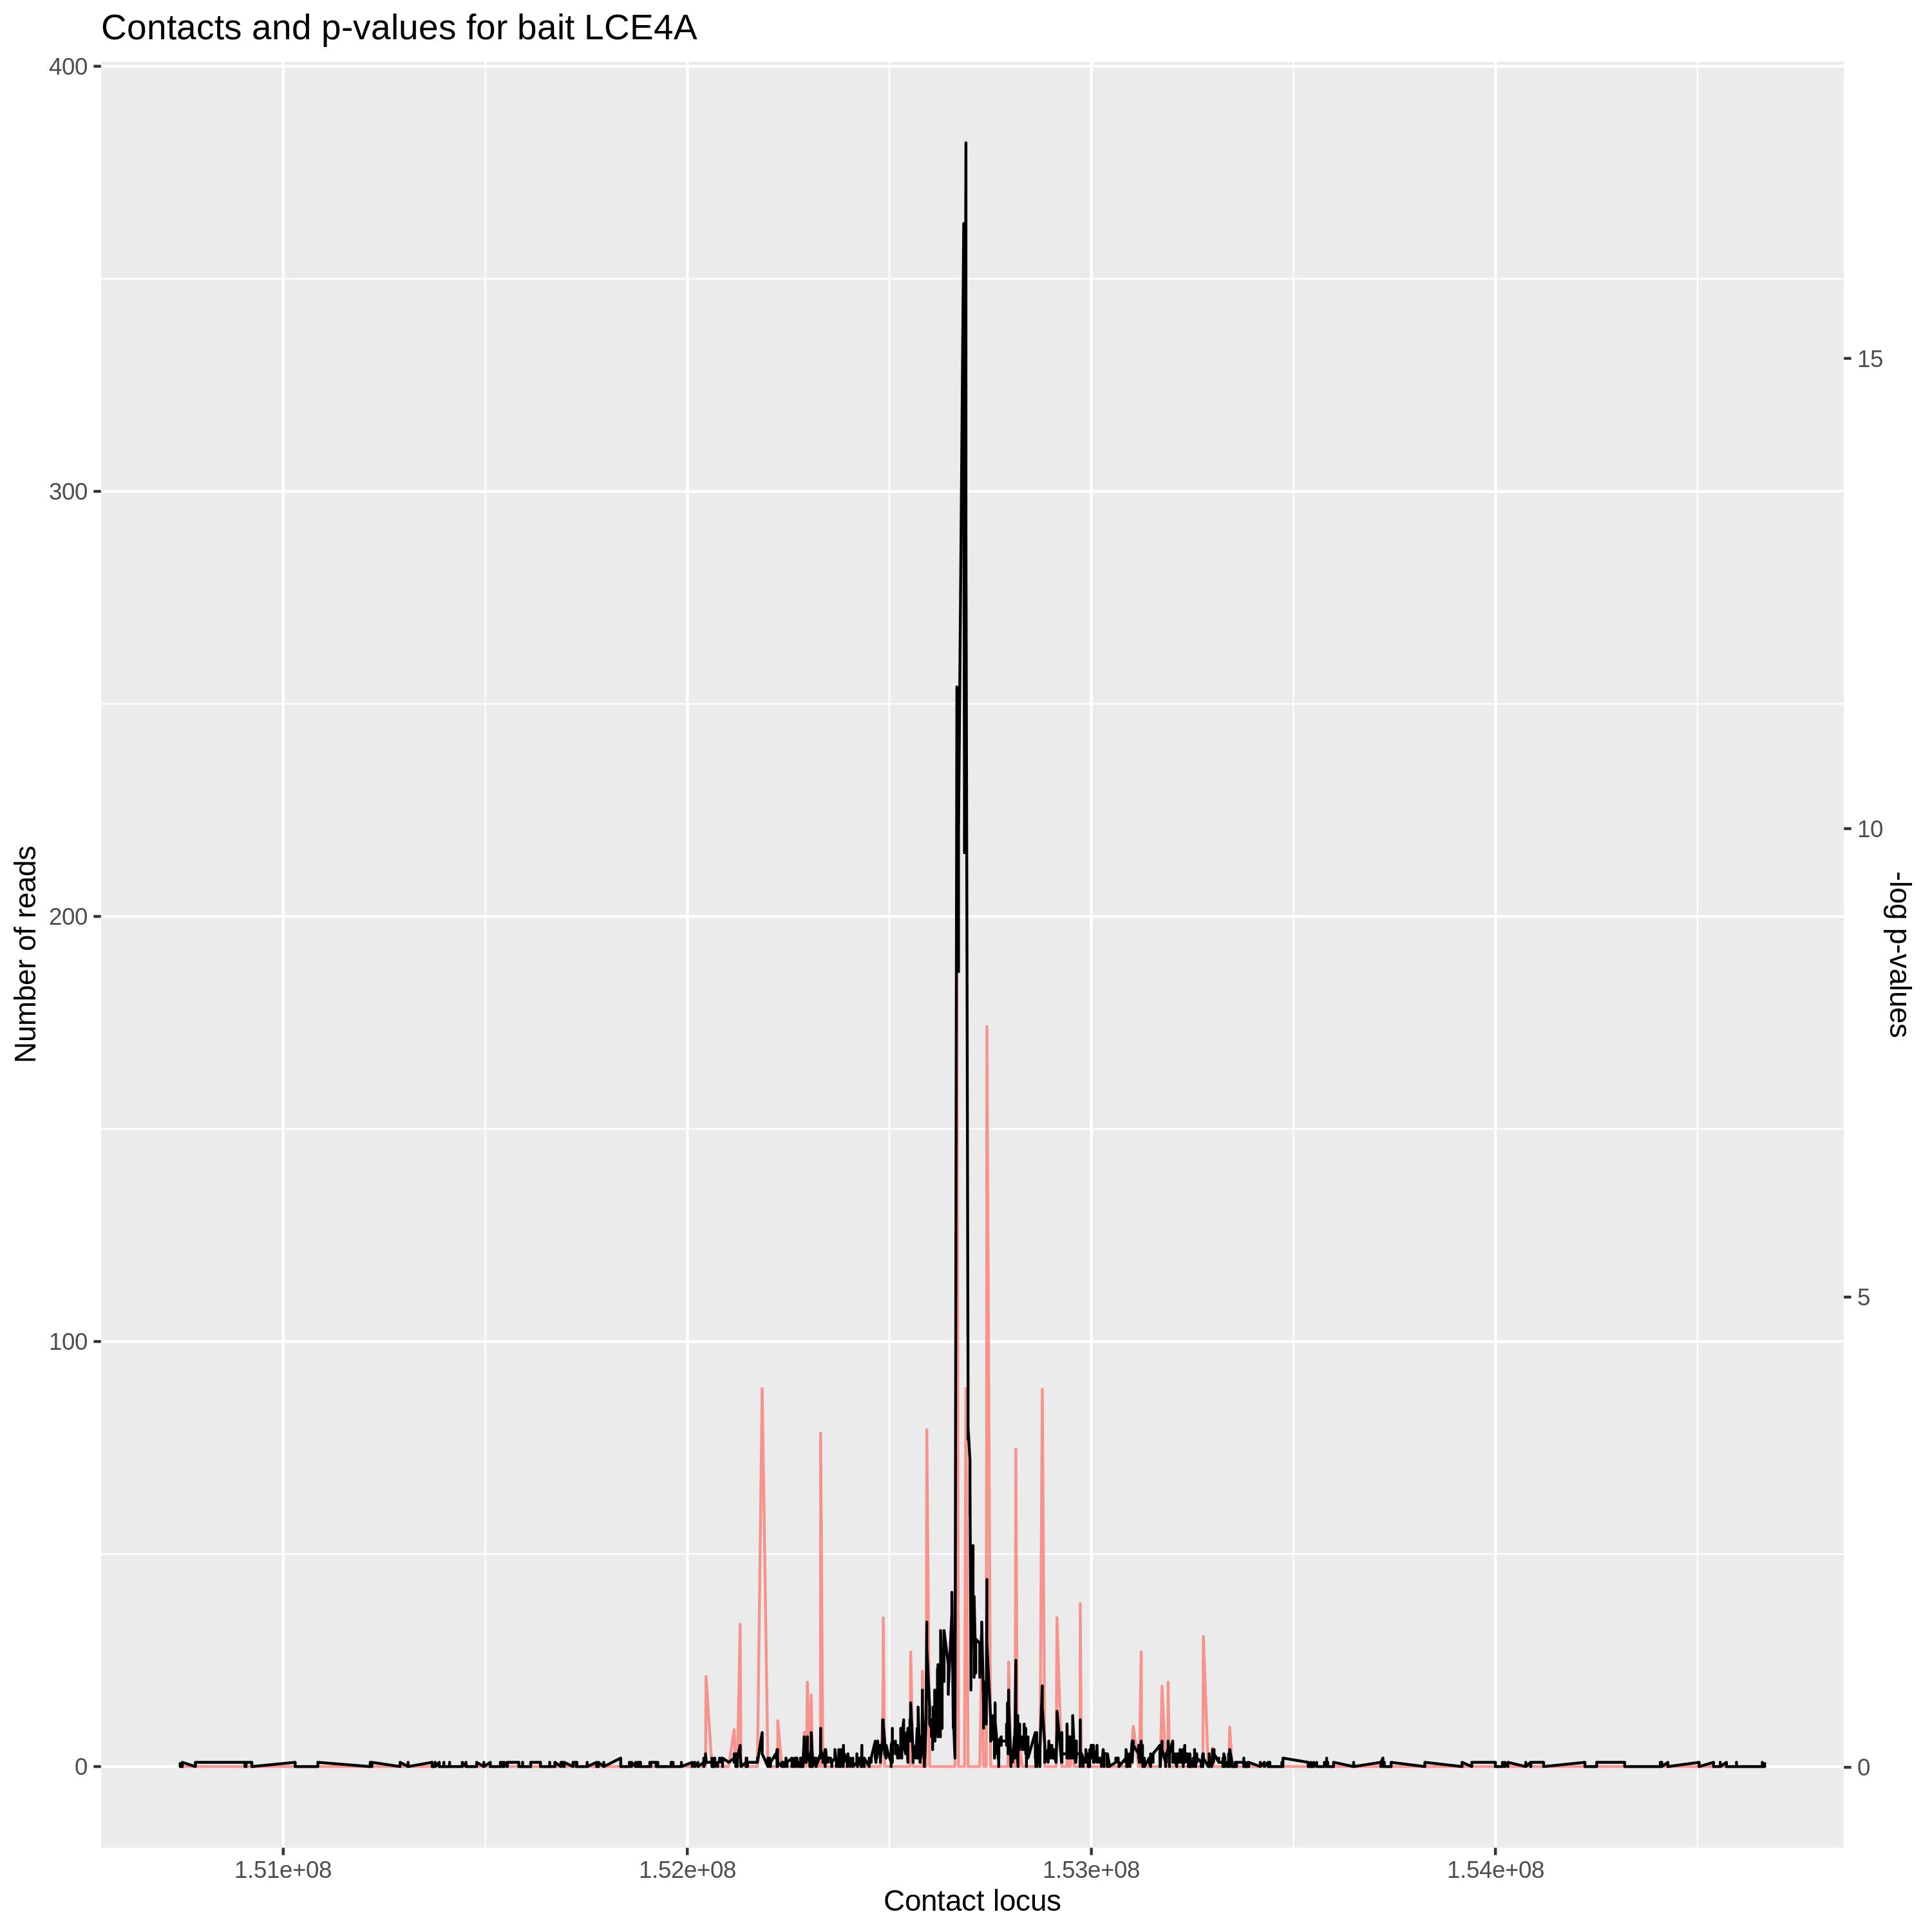 Contacts and p-values for bait LCE4A
400
300
200
100
0
Number of reads
15
10
5
0
-log p-values
1.51e+08
1.52e+08
1.53e+08
1.54e+08
Contact locus